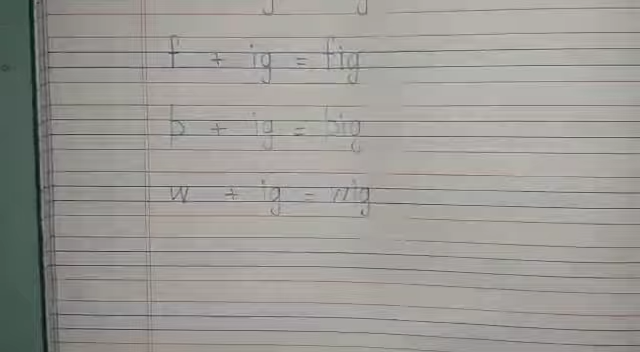 f + ig = fig
b + ig = big
w + ig = wig